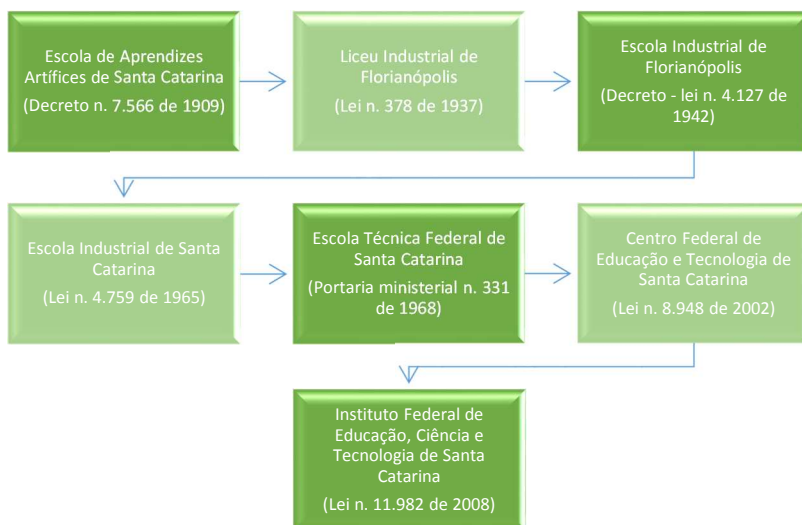 Escola de Aprendizes
Artífices de Santa Catarina
(Decreto n. 7.566 de 1909)
Liceu Industrial de
Florianópolis
(Lei n. 378 de 1937)
Escola Industrial de
Florianópolis
(Decreto - lei n. 4.127 de
1942)
Escola Industrial de Santa
Catarina
(Lei n. 4.759 de 1965)
Escola Técnica Federal de
Santa Catarina
(Portaria ministerial n. 331
de 1968)
Centro Federal de
Educação e Tecnologia de
Santa Catarina
(Lei n. 8.948 de 2002)
Instituto Federal de
Educação, Ciência e
Tecnologia de Santa
Catarina
(Lei n. 11.982 de 2008)